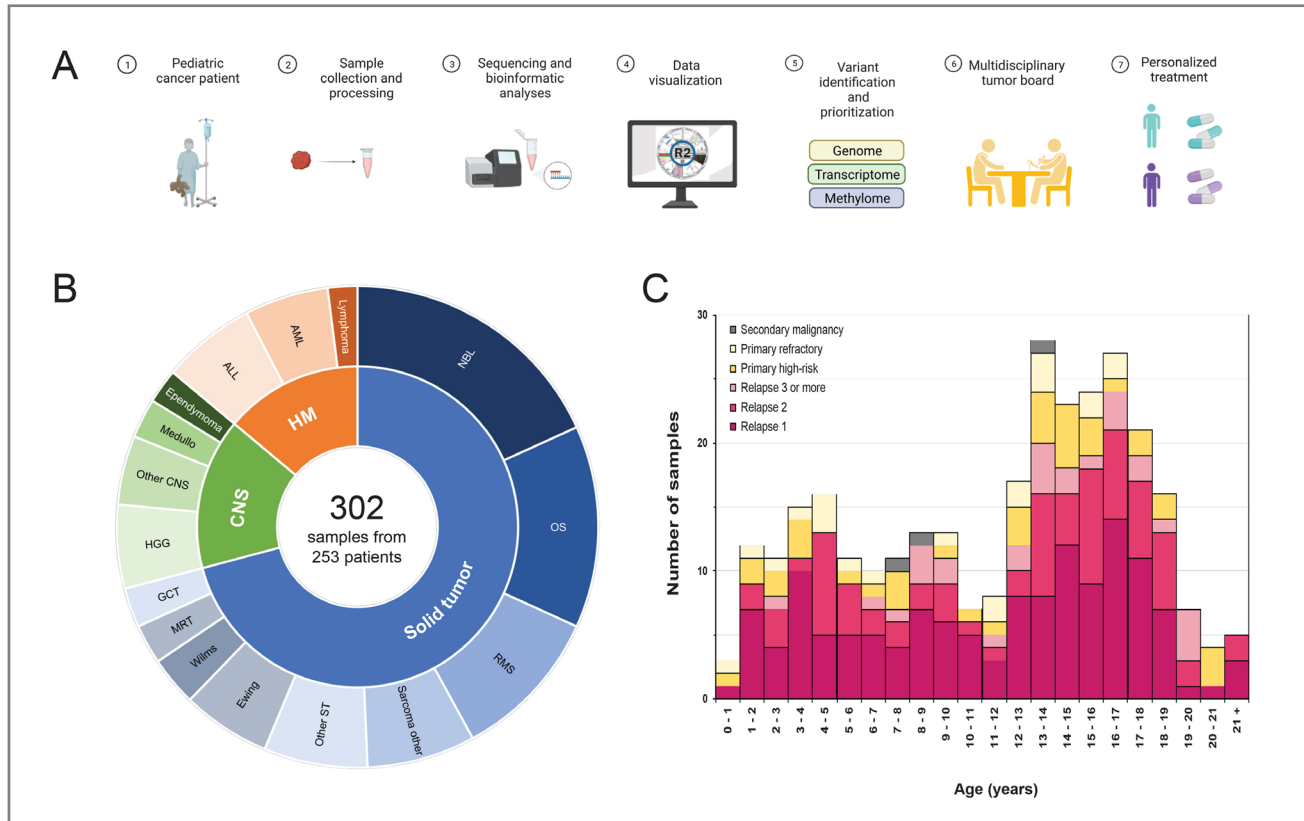 A
1
Pediatric
cancer patient
2
Sample
collection and
processing
3
Sequencing and
bioinformatic
analyses
4
Data
visualization
R2
5
Variant
identification
and
prioritization
Genome
Transcriptome
Methylome
6
Multidisciplinary
tumor board
7
Personalized
treatment
B
Lymphoma
AML
ALL
HM
NBL
Ependymoma
Medullo
Other CNS
HGG
CNS
302
samples from
253 patients
OS
Solid tumor
GCT
MRT
Wilms
Ewing
Other ST
Sarcoma other
RMS
C
30
20
10
0
Number of samples
Secondary malignancy
Primary refractory
Primary high-risk
Relapse 3 or more
Relapse 2
Relapse 1
0 - 1
1 - 2
2 - 3
3 - 4
4 - 5
5 - 6
6 - 7
7 - 8
8 - 9
9 - 10
10 - 11
11 - 12
12 - 13
13 - 14
14 - 15
15 - 16
16 - 17
17 - 18
18 - 19
19 - 20
20 - 21
21 +
Age (years)